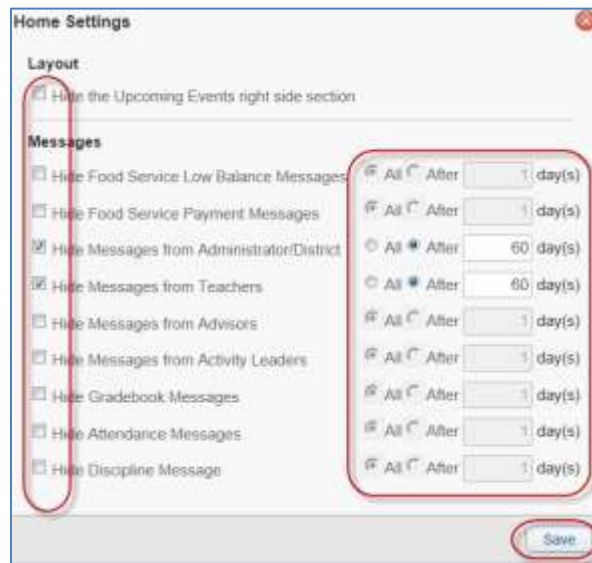 Home Settings
Layout
Hide the Upcoming Events right side section
Messages
Hide Food Service Low Balance Messages All After 1 day(s)
Hide Food Service Payment Messages All After 1 day(s)
Hide Messages from Administrator/District All After 60 day(s)
Hide Messages from Teachers All After 60 day(s)
Hide Messages from Advisors All After 1 day(s)
Hide Messages from Activity Leaders All After 1 day(s)
Hide Gradebook Messages All After 1 day(s)
Hide Attendance Messages All After 1 day(s)
Hide Discipline Message All After 1 day(s)
Save